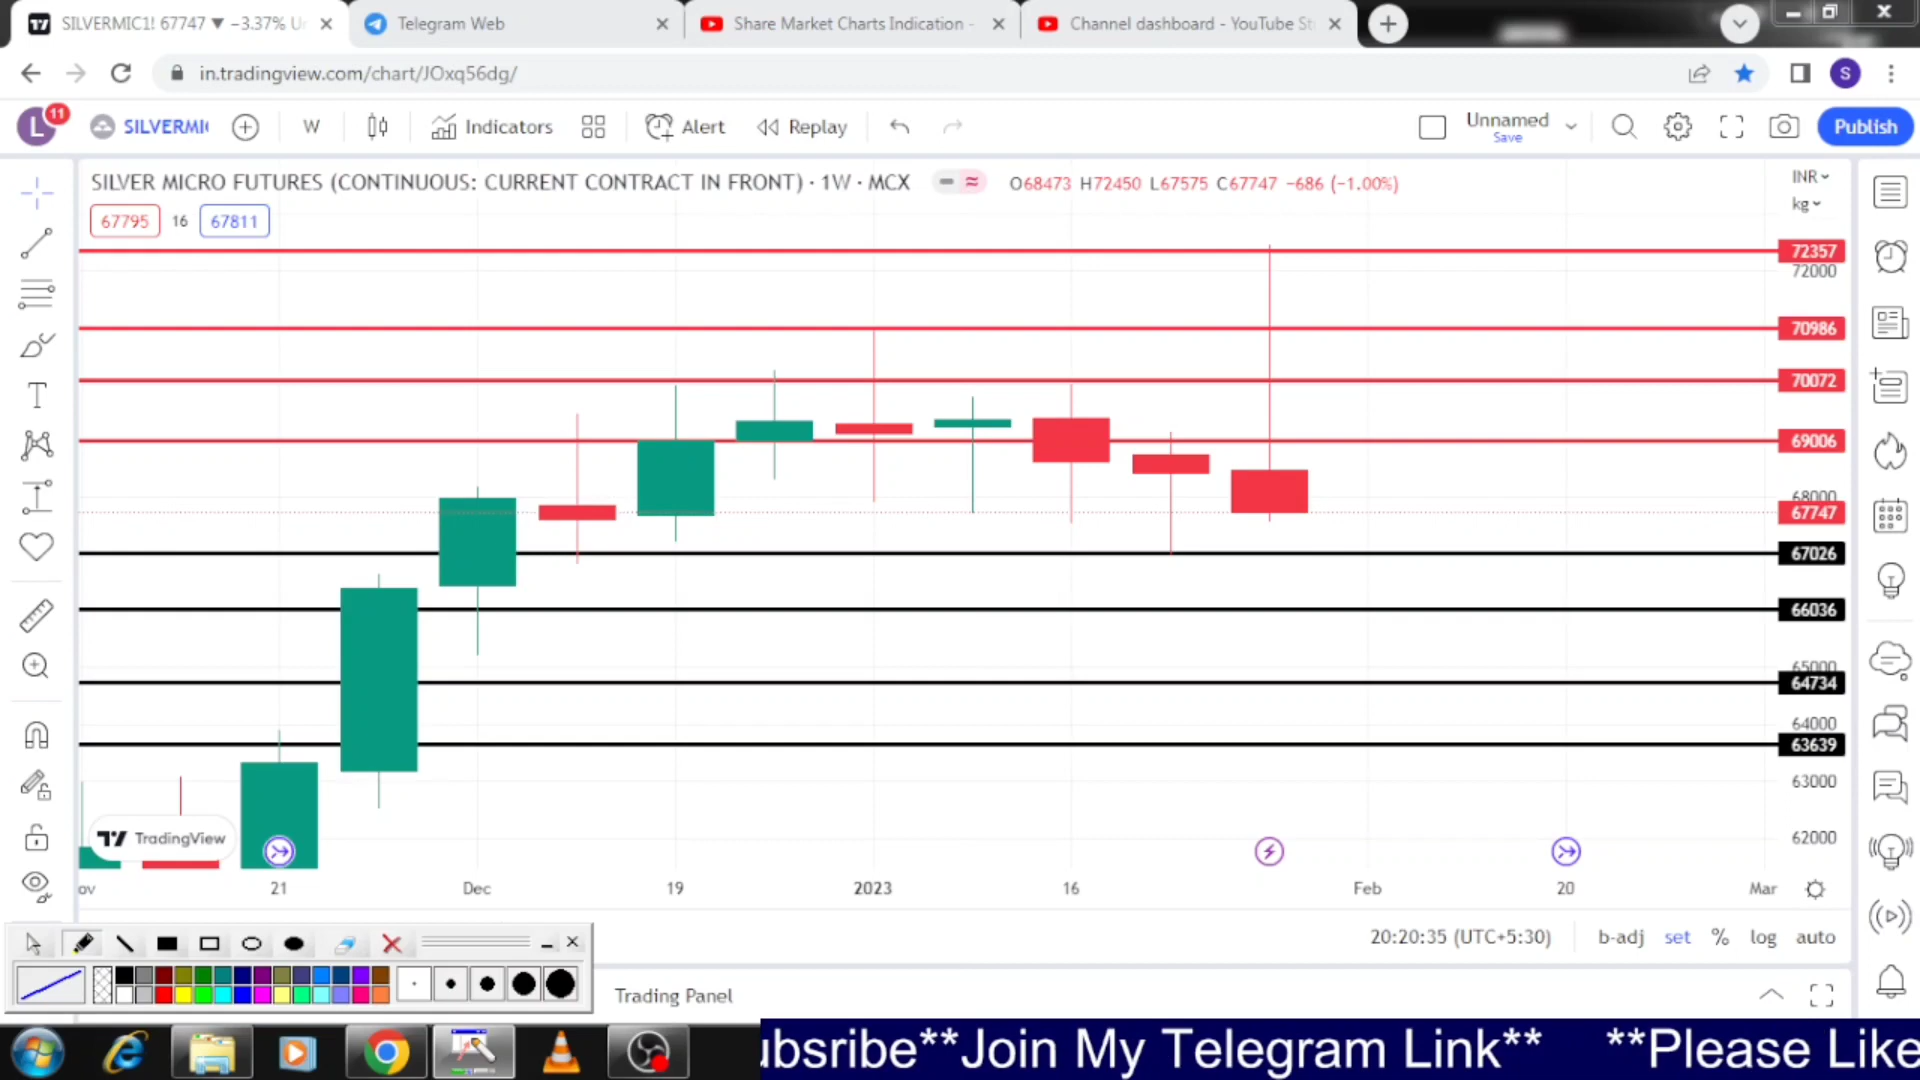 SILVERMIC1! 67747 ▼ −3.37% Ur
Telegram Web
Share Market Charts Indication -
Channel dashboard - YouTube St
in.tradingview.com/chart/JOxq56dg/
S
L
11
SILVERMI
W
Indicators
Alert
Replay
Unnamed
Save
Publish
SILVER MICRO FUTURES (CONTINUOUS: CURRENT CONTRACT IN FRONT) · 1W · MCX
O68473 H72450 L67575 C67747 −686 (−1.00%)
INR
kg
67795
16
67811
72357
72000
70986
70072
69006
68000
67747
67026
66036
65000
64734
64000
63639
63000
62000
TradingView
ov
21
Dec
19
2023
16
Feb
20
Mar
20:20:35 (UTC+5:30)
b-adj
set
%
log
auto
Trading Panel
ubsribe**Join My Telegram Link** **Please Like